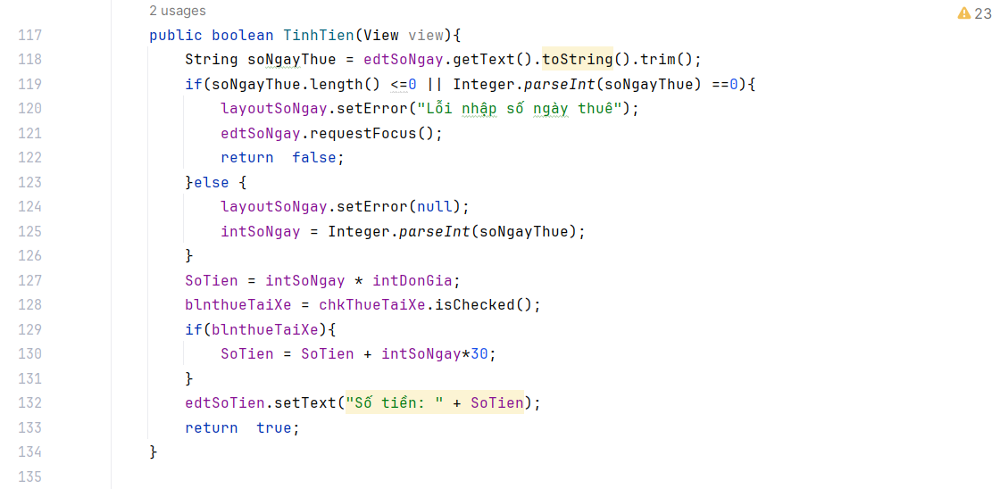 2 usages
23
117 public boolean TinhTien(View view){
118 String soNgayThue = edtSoNgay.getText().toString().trim();
119 if(soNgayThue.length() <=0 || Integer.parseInt(soNgayThue) ==0){
120 layoutSoNgay.setError("Lỗi nhập số ngày thuê");
121 edtSoNgay.requestFocus();
122 return  false;
123 }else {
124 layoutSoNgay.setError(null);
125 intSoNgay = Integer.parseInt(soNgayThue);
126 }
127 SoTien = intSoNgay * intDonGia;
128 blnthueTaiXe = chkThueTaiXe.isChecked();
129 if(blnthueTaiXe){
130 SoTien = SoTien + intSoNgay*30;
131 }
132 edtSoTien.setText("Số tiền: " + SoTien);
133 return  true;
134 }
135